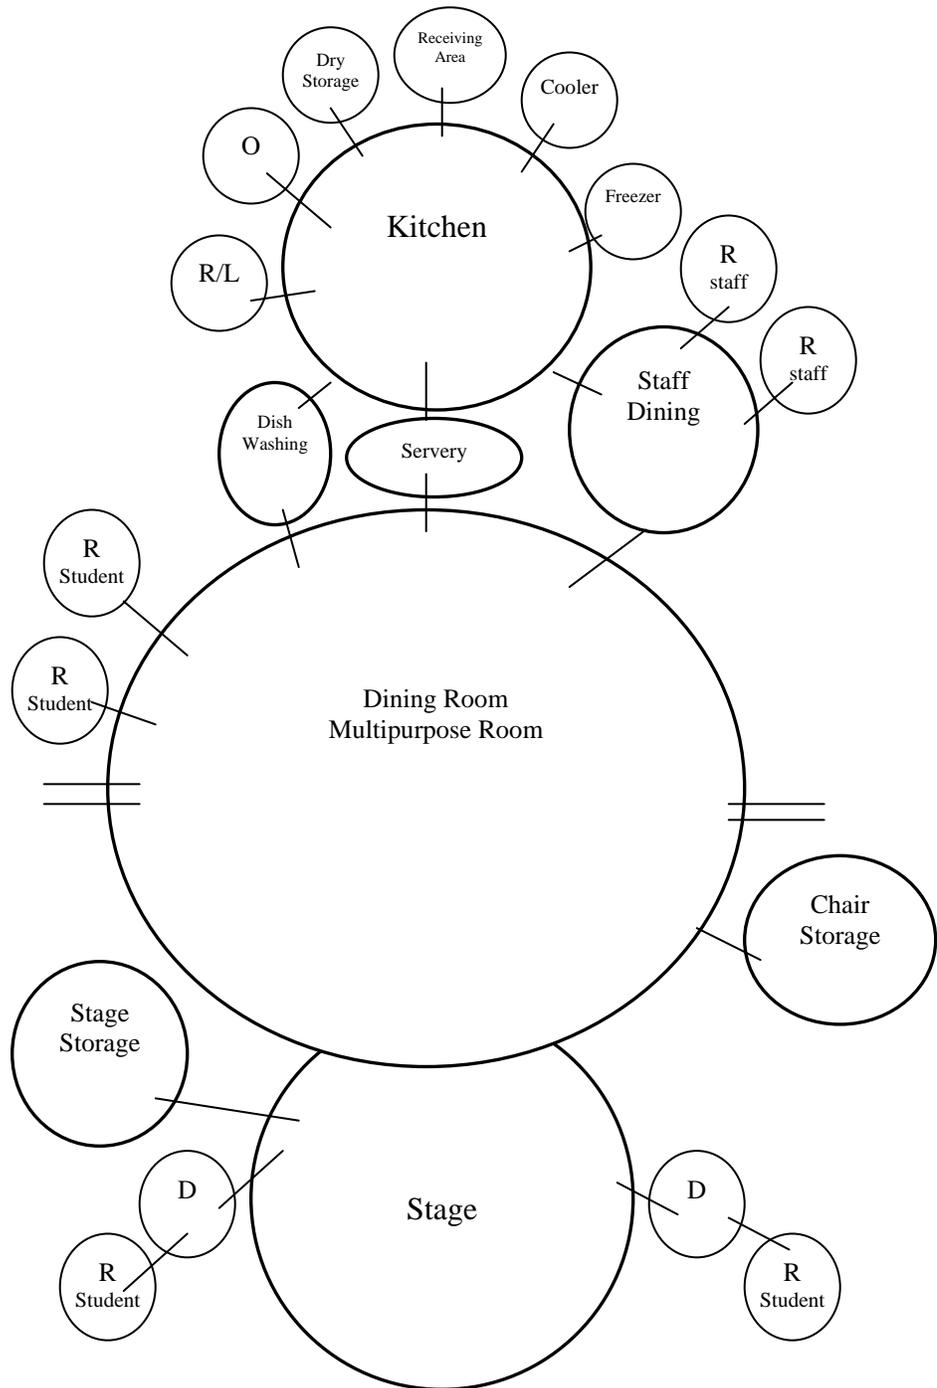 Receiving
Area
Dry
Storage
Cooler
O
Freezer
Kitchen
R
staff
R/L
R
staff
Staff
Dining
Dish
Washing
Servery
R
Student
R
Student
Dining Room
Multipurpose Room
Chair
Storage
Stage
Storage
D
Stage
D
R
Student
R
Student